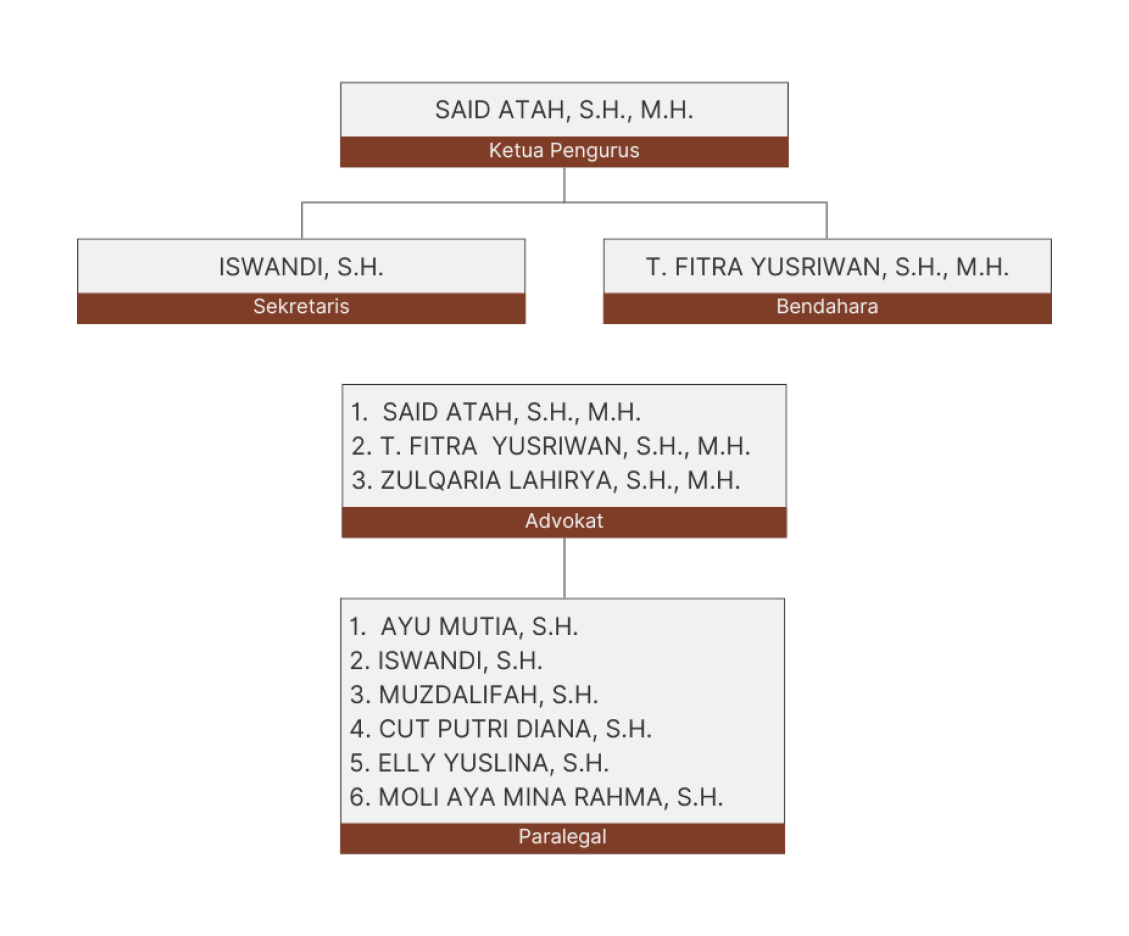 SAID ATAH, S.H., M.H.
Ketua Pengurus
ISWANDI, S.H.
Sekretaris
T. FITRA YUSRIWAN, S.H., M.H.
Bendahara
1. SAID ATAH, S.H., M.H.
2. T. FITRA YUSRIWAN, S.H., M.H.
3. ZULQARIA LAHIRYA, S.H., M.H.
Advokat
1. AYU MUTIA, S.H.
2. ISWANDI, S.H.
3. MUZDALIFAH, S.H.
4. CUT PUTRI DIANA, S.H.
5. ELLY YUSLINA, S.H.
6. MOLI AYA MINA RAHMA, S.H.
Paralegal